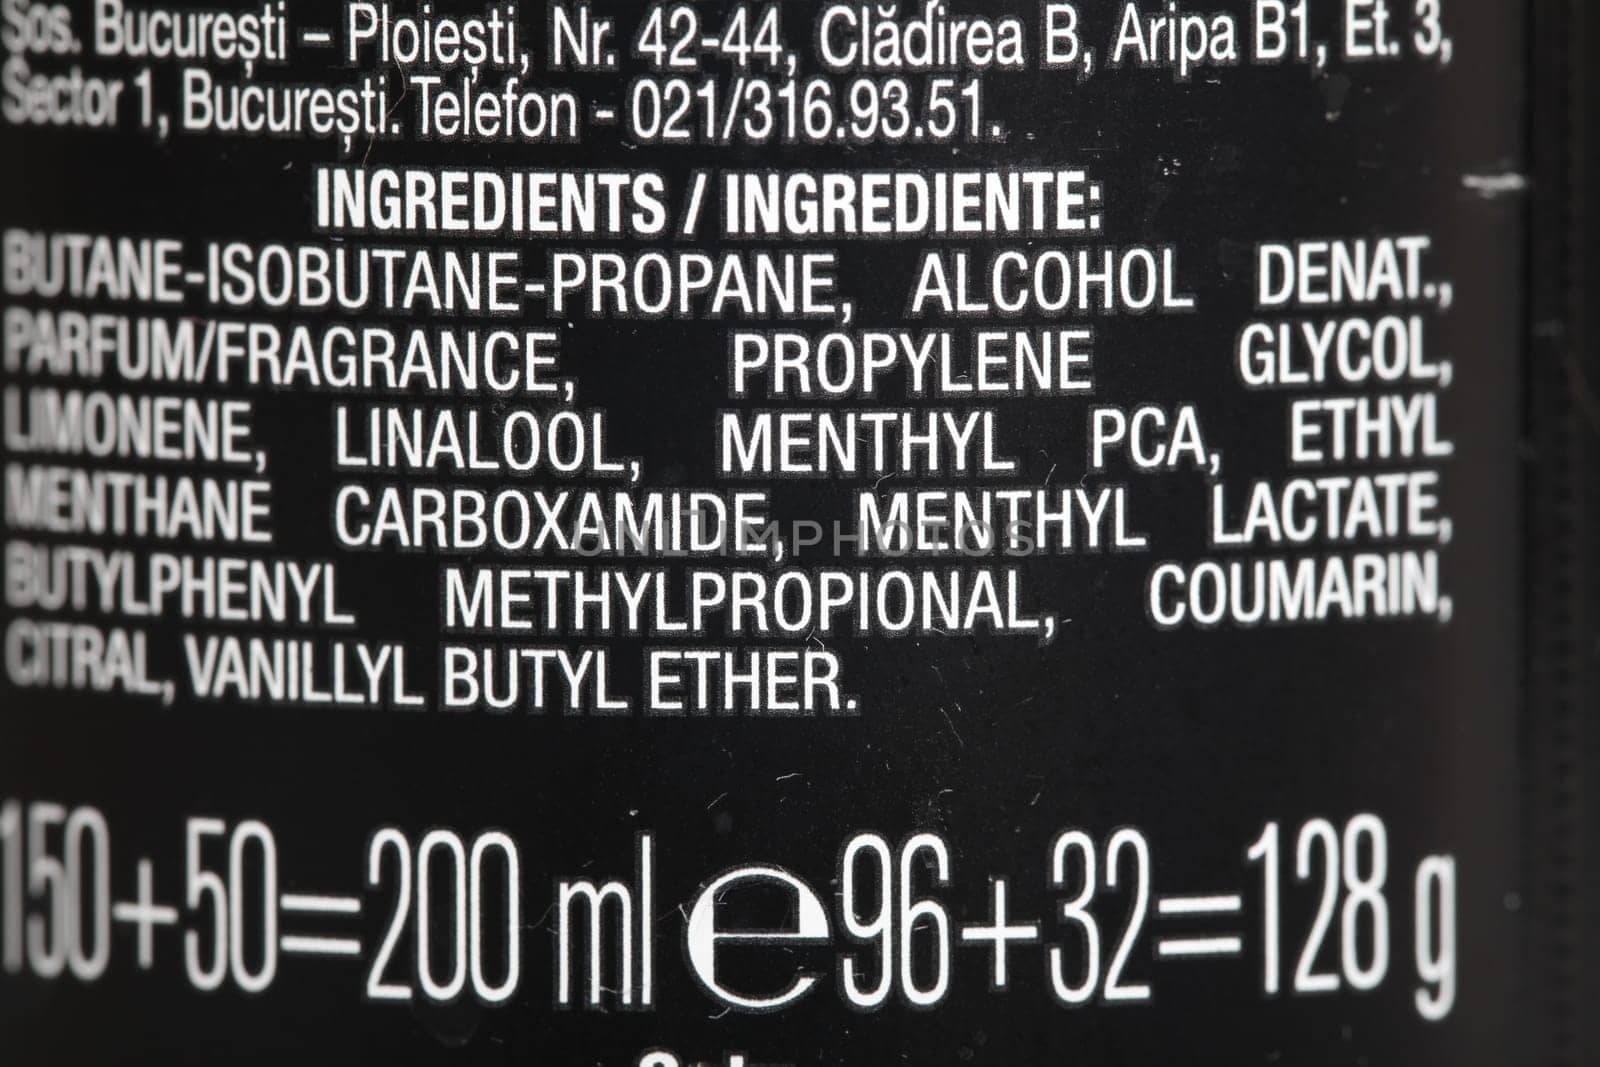 Șos. București – Ploiești, Nr. 42-44, Clădirea B, Aripa B1, Et. 3,
Sector 1, București. Telefon - 021/316.93.51.
INGREDIENTS / INGREDIENTE:
BUTANE-ISOBUTANE-PROPANE, ALCOHOL DENAT.,
PARFUM/FRAGRANCE, PROPYLENE GLYCOL,
LIMONENE, LINALOOL, MENTHYL PCA, ETHYL
MENTHANE CARBOXAMIDE, MENTHYL LACTATE,
BUTYLPHENYL METHYLPROPIONAL, COUMARIN,
CITRAL, VANILLYL BUTYL ETHER.
UNLIMPHOTOS
150+50=200 ml e 96+32=128 g